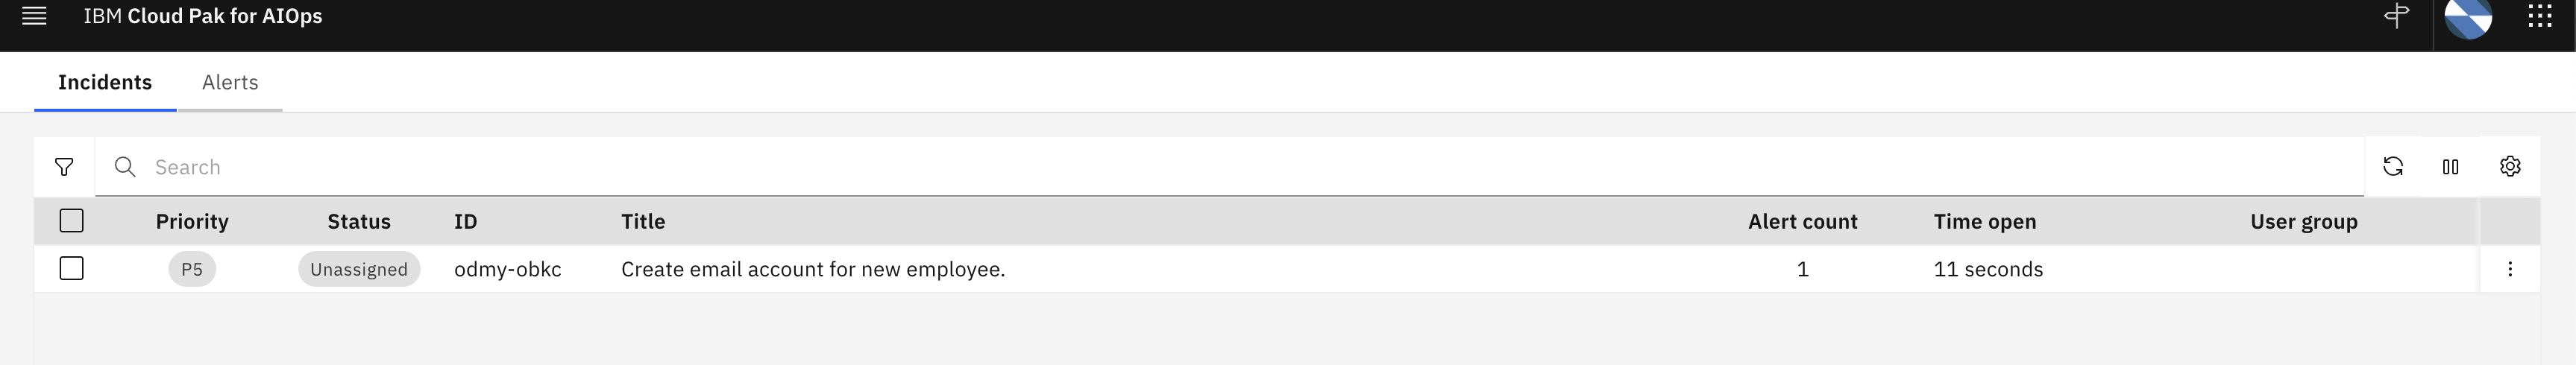 IBM Cloud Pak for AIOps
Incidents Alerts
Search
Priority Status ID Title Alert count Time open User group
P5 Unassigned odmy-obkc Create email account for new employee. 1 11 seconds